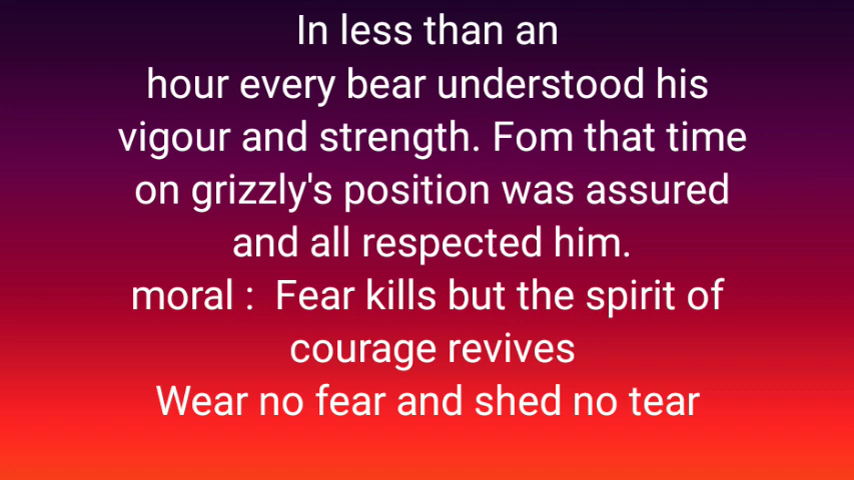 In less than an
hour every bear understood his
vigour and strength. Fom that time
on grizzly's position was assured
and all respected him.
moral :  Fear kills but the spirit of
courage revives
Wear no fear and shed no tear